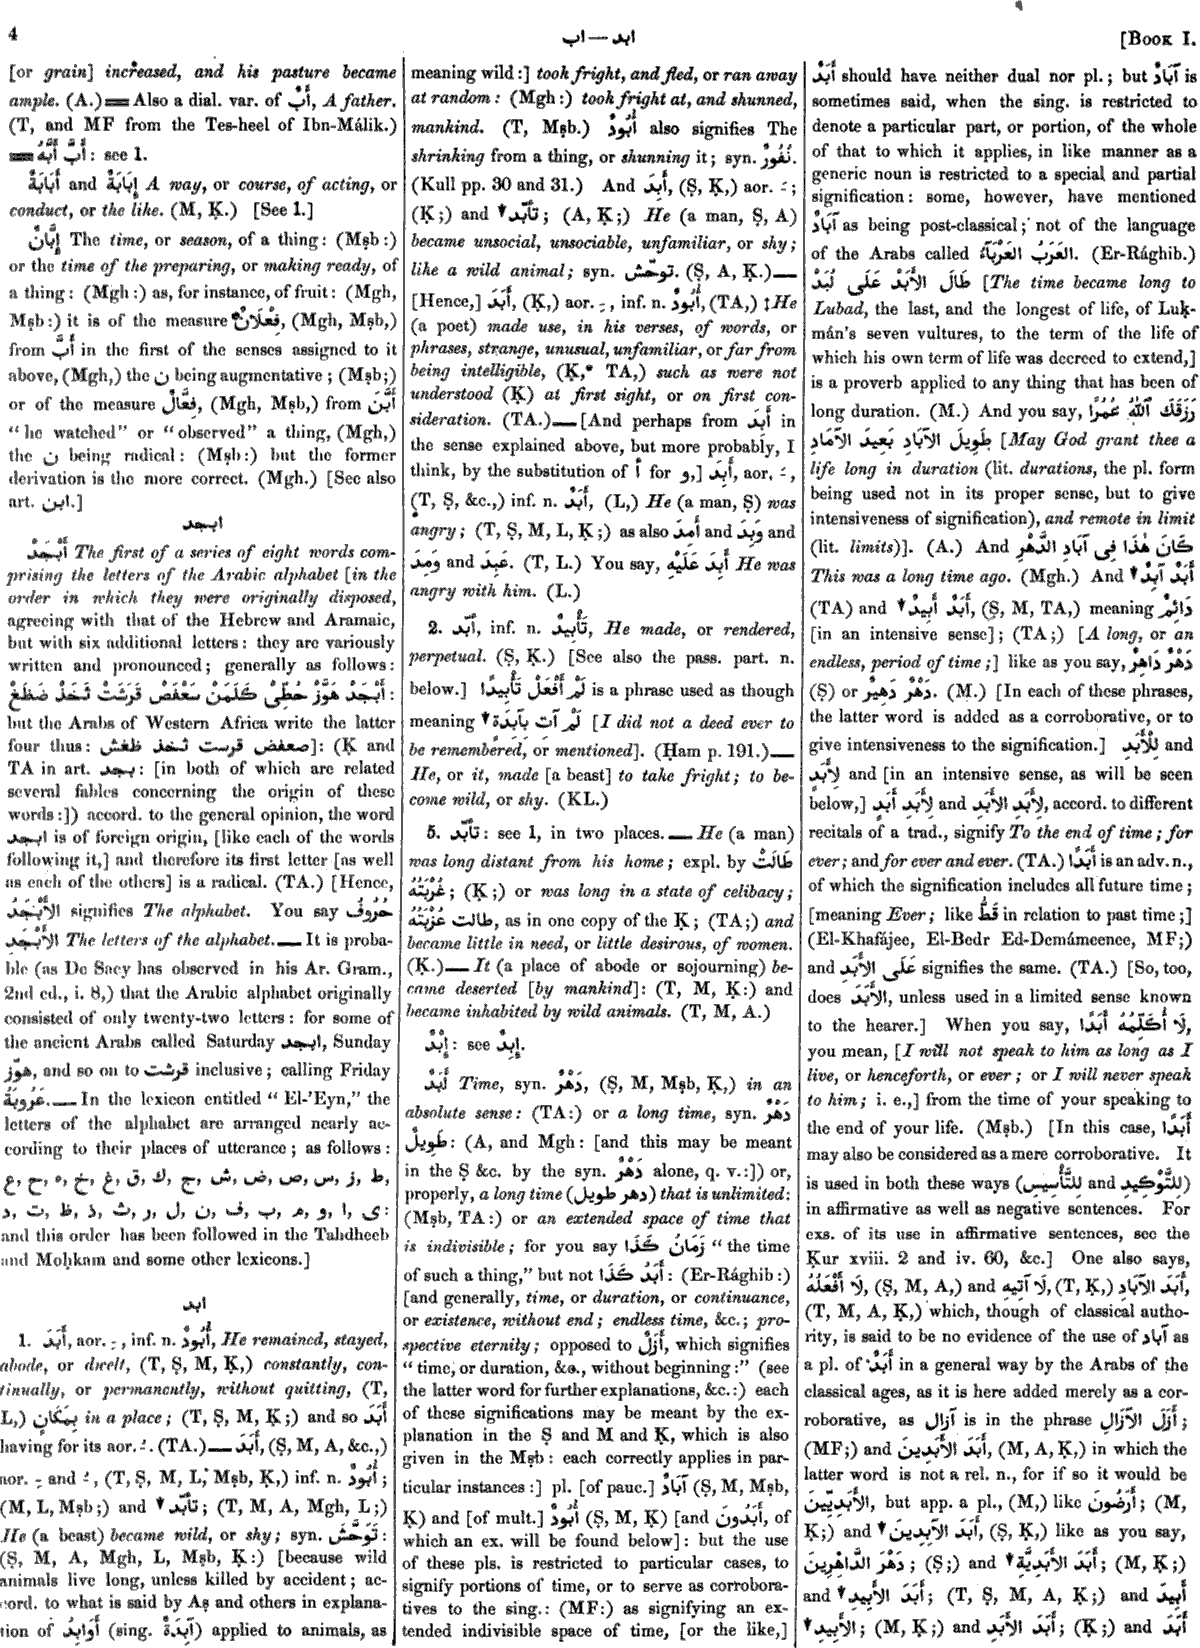 4
ابد — اب
[Book I.
[or grain] increased, and his pasture became
ample. (A.) ═ Also a dial. var. of أَبٌ, A father.
(T, and MF from the Tes-heel of Ibn-Málik.)
═ أَبَّ أَبَّهُ : see 1.
أَبَابَةٌ and إِبَابَةٌ A way, or course, of acting, or
conduct, or the like. (M, Ḳ.) [See 1.]
إِبَّانٌ The time, or season, of a thing: (Mṣb:)
or the time of the preparing, or making ready, of
a thing: (Mgh:) as, for instance, of fruit: (Mgh,
Mṣb:) it is of the measure فِعْلَانٌ, (Mgh, Mṣb,)
from أَبَّ in the first of the senses assigned to it
above, (Mgh,) the ن being augmentative; (Mṣb;)
or of the measure فِعَّالٌ, (Mgh, Mṣb,) from أَبَّنَ
“he watched” or “observed” a thing, (Mgh,)
the ن being radical: (Mṣb:) but the former
derivation is the more correct. (Mgh.) [See also
art. ابن.]
ابجد
أَبْجَدْ The first of a series of eight words com-
prising the letters of the Arabic alphabet [in the
order in which they were originally disposed,
agreeing with that of the Hebrew and Aramaic,
but with six additional letters: they are variously
written and pronounced; generally as follows:
أَبْجَدْ هَوَّزْ حُطِّىْ كَلَمَنْ سَعْفَصْ قَرَشَتْ ثَخَذْ ضَظَغْ :
but the Arabs of Western Africa write the latter
four thus: صعفض قرست ثخذ ظغش]: (Ḳ and
TA in art. بجد: [in both of which are related
several fables concerning the origin of these
words:]) accord. to the general opinion, the word
ابجد is of foreign origin, [like each of the words
following it,] and therefore its first letter [as well
as each of the others] is a radical. (TA.) [Hence,
الأَبْجَدُ signifies The alphabet. You say حُرُوفُ
الأَبْجَدِ The letters of the alphabet. — It is proba-
ble (as De Sacy has observed in his Ar. Gram.,
2nd ed., i. 8,) that the Arabic alphabet originally
consisted of only twenty-two letters: for some of
the ancient Arabs called Saturday ابجد, Sunday
هوّز, and so on to قرشت inclusive; calling Friday
عَرُوبَةُ. — In the lexicon entitled “El-’Eyn,” the
letters of the alphabet are arranged nearly ac-
cording to their places of utterance; as follows:
ع, ح, ه, خ, غ, ق, ك, ج, ش, ض, ص, س, ز, ط,
د, ت, ظ, ذ, ث, ر, ل, ن, ف, ب, م, و, ا, ى:
and this order has been followed in the Tahdheeb
and Moḥkam and some other lexicons.]
ابد
1. أَبَدَ, aor. ـِ, inf. n. أُبُودٌ, He remained, stayed,
abode, or dwelt, (T, Ṣ, M, Ḳ,) constantly, con-
tinually, or permanently, without quitting, (T,
L,) بِمَكَانٍ in a place; (T, Ṣ, M, Ḳ;) and so أَبَدَ
having for its aor. ـُ. (TA.) — أَبَدَ, (Ṣ, M, A, &c.,)
aor. ـِ and ـُ, (T, Ṣ, M, L, Mṣb, Ḳ,) inf. n. أُبُودٌ;
(M, L, Mṣb;) and ▼ تأبّد; (T, M, A, Mgh, L;)
He (a beast) became wild, or shy; syn. تَوَحَّشَ:
(Ṣ, M, A, Mgh, L, Mṣb, Ḳ:) [because wild
animals live long, unless killed by accident; ac-
cord. to what is said by Aṣ and others in explana-
tion of أَوَابِدُ (sing. آبِدَةٌ) applied to animals, as
meaning wild:] took fright, and fled, or ran away
at random: (Mgh:) took fright at, and shunned,
mankind. (T, Mṣb.) أُبُودٌ also signifies The
shrinking from a thing, or shunning it; syn. نُفُورٌ.
(Kull pp. 30 and 31.) And أَبِدَ, (Ṣ, Ḳ,) aor. ـَ;
(Ḳ;) and ▼ تأبّد; (A, Ḳ;) He (a man, Ṣ, A)
became unsocial, unsociable, unfamiliar, or shy;
like a wild animal; syn. توحّش. (Ṣ, A, Ḳ.) —
[Hence,] أَبَدَ, (Ḳ,) aor. ـِ, inf. n. أُبُودٌ, (TA,) ‡ He
(a poet) made use, in his verses, of words, or
phrases, strange, unusual, unfamiliar, or far from
being intelligible, (Ḳ,* TA,) such as were not
understood (Ḳ) at first sight, or on first con-
sideration. (TA.) — [And perhaps from أَبِدَ in
the sense explained above, but more probably, I
think, by the substitution of أ for و,] أَبِدَ, aor. ـَ,
(T, Ṣ, &c.,) inf. n. أَبَدٌ, (L,) He (a man, Ṣ) was
angry; (T, Ṣ, M, L, Ḳ;) as also أَمِدَ and وَبِدَ and
وَمِدَ and عَبِدَ. (T, L.) You say, أَبِدَ عَلَيْهِ He was
angry with him. (L.)
2. أبّد, inf. n. تَأْبِيدٌ, He made, or rendered,
perpetual. (Ṣ, Ḳ.) [See also the pass. part. n.
below.] لَمْ أَفْعَلْ تَأْبِيدًا is a phrase used as though
meaning ▼ لَمْ آتِ بِآبِدَةٍ [I did not a deed ever to
be remembered, or mentioned]. (Ḥam p. 191.) —
He, or it, made [a beast] to take fright; to be-
come wild, or shy. (KL.)
5. تأبّد: see 1, in two places. — He (a man)
was long distant from his home; expl. by طَالَتْ
غُرْبَتُهُ; (Ḳ;) or was long in a state of celibacy;
طالت عُزْبَتُهُ, as in one copy of the Ḳ; (TA;) and
became little in need, or little desirous, of women.
(Ḳ.) — It (a place of abode or sojourning) be-
came deserted [by mankind]: (T, M, Ḳ:) and
became inhabited by wild animals. (T, M, A.)
إِبْدٌ: see إِبِدٌ.
أَبَدٌ Time, syn. دَهْرٌ, (Ṣ, M, Mṣb, Ḳ,) in an
absolute sense: (TA:) or a long time, syn. دَهْرٌ
طَوِيلٌ: (A, and Mgh: [and this may be meant
in the Ṣ &c. by the syn. دَهْرٌ alone, q. v.:]) or,
properly, a long time (دهر طويل) that is unlimited:
(Mṣb, TA:) or an extended space of time that
is indivisible; for you say زَمَانُ كَذَا “the time
of such a thing,” but not أَبَدُ كَذَا: (Er-Rághib:)
[and generally, time, or duration, or continuance,
or existence, without end; endless time, &c.; pro-
spective eternity; opposed to أَزَلٌ, which signifies
“time, or duration, &c., without beginning:” (see
the latter word for further explanations, &c.:) each
of these significations may be meant by the ex-
planation in the Ṣ and M and Ḳ, which is also
given in the Mṣb: each correctly applies in par-
ticular instances:] pl. [of pauc.] آبَادٌ (Ṣ, M, Mṣb,
Ḳ) and [of mult.] أُبُودٌ (Ṣ, M, Ḳ) [and أَبَدُونَ, of
which an ex. will be found below]: but the use
of these pls. is restricted to particular cases, to
signify portions of time, or to serve as corrobora-
tives to the sing.: (MF:) as signifying an ex-
tended indivisible space of time, [or the like,]
أَبَدٌ should have neither dual nor pl.; but آبَادٌ is
sometimes said, when the sing. is restricted to
denote a particular part, or portion, of the whole
of that to which it applies, in like manner as a
generic noun is restricted to a special and partial
signification: some, however, have mentioned
آبَادٌ as being post-classical; not of the language
of the Arabs called العَرَبُ العَرْبَآءُ. (Er-Rághib.)
طَالَ الأَبَدُ عَلَى لُبَدْ [The time became long to
Lubad, the last, and the longest of life, of Luḳ-
mán’s seven vultures, to the term of the life of
which his own term of life was decreed to extend,]
is a proverb applied to any thing that has been of
long duration. (M.) And you say, رَزَقَكَ ٱللّٰهُ عُمُرًا
طَوِيلَ الآبَادِ بَعِيدَ الآمَادِ [May God grant thee a
life long in duration (lit. durations, the pl. form
being used not in its proper sense, but to give
intensiveness of signification), and remote in limit
(lit. limits)]. (A.) And كَانَ هٰذَا فِى آبَادِ الدَّهْرِ
This was a long time ago. (Mgh.) And ▼ أَبَدٌ آبِدٌ
(TA) and ▼ أَبَدٌ أَبِيدٌ, (Ṣ, M, TA,) meaning دَائِمٌ
[in an intensive sense]; (TA;) [A long, or an
endless, period of time;] like as you say, دَهْرٌ دَاهِرٌ
(Ṣ) or دَهْرٌ دَهِيرٌ. (M.) [In each of these phrases,
the latter word is added as a corroborative, or to
give intensiveness to the signification.] لِلْأَبَدِ and
لِأَبَدٍ and [in an intensive sense, as will be seen
below,] لِأَبَدِ أَبَدٍ and لِأَبَدِ الأَبَدِ, accord. to different
recitals of a trad., signify To the end of time; for
ever; and for ever and ever. (TA.) أَبَدًا is an adv. n.,
of which the signification includes all future time;
[meaning Ever; like قَطُّ in relation to past time;]
(El-Khafájee, El-Bedr Ed-Demámeenee, MF;)
and عَلَى الأَبَدِ signifies the same. (TA.) [So, too,
does الأَبَدَ, unless used in a limited sense known
to the hearer.] When you say, لَا أُكَلِّمُهُ أَبَدًا,
you mean, [I will not speak to him as long as I
live, or henceforth, or ever; or I will never speak
to him; i. e.,] from the time of your speaking to
the end of your life. (Mṣb.) [In this case, أَبَدًا
may also be considered as a mere corroborative. It
is used in both these ways (لِلتَّأْسِيسِ and لِلتَّوْكِيدِ)
in affirmative as well as negative sentences. For
exs. of its use in affirmative sentences, see the
Ḳur xviii. 2 and iv. 60, &c.] One also says,
لَا أَفْعَلُهُ, (Ṣ, M, A,) and لَا آتِيهِ, (T, Ḳ,) أَبَدَ الآبَادِ,
(T, M, A, Ḳ,) which, though of classical autho-
rity, is said to be no evidence of the use of آباد as
a pl. of أَبَدٌ in a general way by the Arabs of the
classical ages, as it is here added merely as a cor-
roborative, as آزال is in the phrase أَزَلَ الآزَالِ;
(MF;) and أَبَدَ الأَبَدِينَ, (M, A, Ḳ,) in which the
latter word is not a rel. n., for if so it would be
الأَبَدِيِّينَ, but app. a pl., (M,) like أَرَضُونَ; (M,
Ḳ;) and ▼ أَبَدَ الآبِدِينَ, (Ṣ, Ḳ,) like as you say,
دَهْرَ الدَّاهِرِينَ; (Ṣ;) and ▼ أَبَدَ الأَبَدِيَّةِ; (M, Ḳ;)
and ▼ أَبَدَ الأَبِيدِ; (T, Ṣ, M, A, Ḳ;) and أَبِيدَ
▼ الأَبِيدِ; (M, Ḳ;) and أَبَدَ الأَبَدِ; (Ḳ;) and أَبَدَ